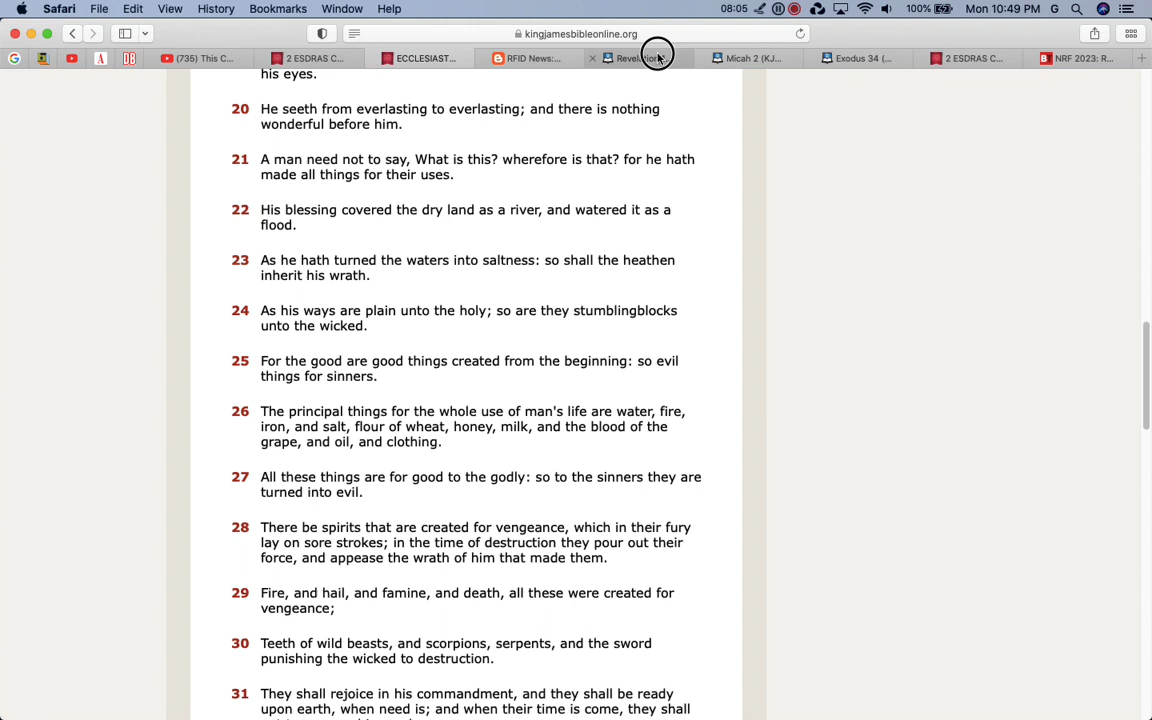 Safari File Edit View History Bookmarks Window Help 08:05 100% Mon 10:49 PM G
kingjamesbibleonline.org
(735) This C... 2 ESDRAS C... ECCLESIAST... RFID News:... Revelation Micah 2 (KJ... Exodus 34 (... 2 ESDRAS C... NRF 2023: R...
his eyes.
20 He seeth from everlasting to everlasting; and there is nothing
wonderful before him.
21 A man need not to say, What is this? wherefore is that? for he hath
made all things for their uses.
22 His blessing covered the dry land as a river, and watered it as a
flood.
23 As he hath turned the waters into saltness: so shall the heathen
inherit his wrath.
24 As his ways are plain unto the holy; so are they stumblingblocks
unto the wicked.
25 For the good are good things created from the beginning: so evil
things for sinners.
26 The principal things for the whole use of man's life are water, fire,
iron, and salt, flour of wheat, honey, milk, and the blood of the
grape, and oil, and clothing.
27 All these things are for good to the godly: so to the sinners they are
turned into evil.
28 There be spirits that are created for vengeance, which in their fury
lay on sore strokes; in the time of destruction they pour out their
force, and appease the wrath of him that made them.
29 Fire, and hail, and famine, and death, all these were created for
vengeance;
30 Teeth of wild beasts, and scorpions, serpents, and the sword
punishing the wicked to destruction.
31 They shall rejoice in his commandment, and they shall be ready
upon earth, when need is; and when their time is come, they shall